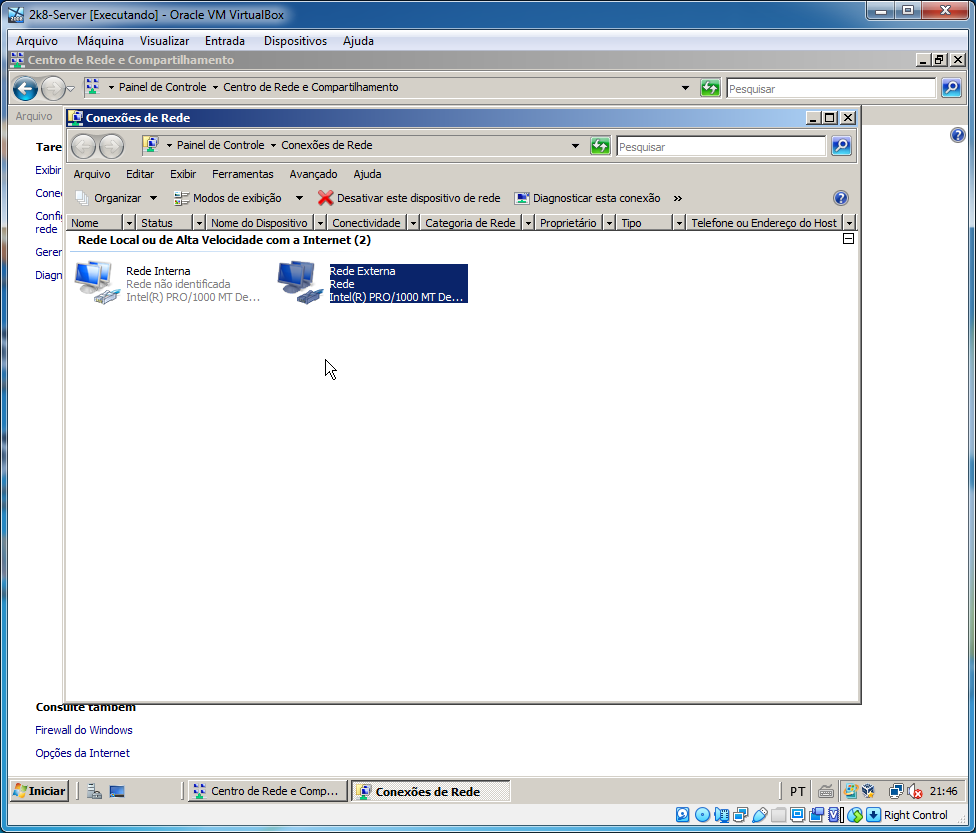 2k8-Server [Executando] - Oracle VM VirtualBox
Arquivo Máquina Visualizar Entrada Dispositivos Ajuda
Centro de Rede e Compartilhamento
Painel de Controle Centro de Rede e Compartilhamento Pesquisar
Arquivo
Conexões de Rede
Painel de Controle Conexões de Rede Pesquisar
Arquivo Editar Exibir Ferramentas Avançado Ajuda
Organizar Modos de exibição Desativar este dispositivo de rede Diagnosticar esta conexão »
Nome Status Nome do Dispositivo Conectividade Categoria de Rede Proprietário Tipo Telefone ou Endereço do Host
Rede Local ou de Alta Velocidade com a Internet (2)
Rede Interna
Rede não identificada
Intel(R) PRO/1000 MT De...
Rede Externa
Rede
Intel(R) PRO/1000 MT De...
Tare
Exibir
Cone
Confi
rede
Geren
Diagn
Consulte também
Firewall do Windows
Opções da Internet
Iniciar Centro de Rede e Comp... Conexões de Rede PT 21:46
Right Control